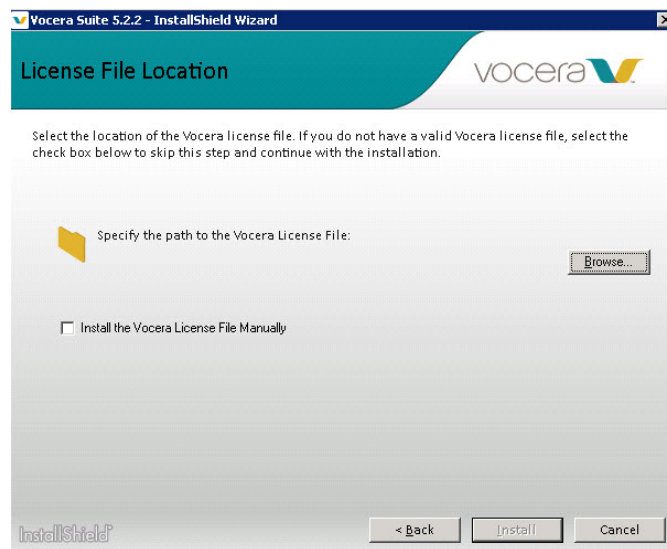 Vocera Suite 5.2.2 - InstallShield Wizard
License File Location
vocera
Select the location of the Vocera license file. If you do not have a valid Vocera license file, select the
check box below to skip this step and continue with the installation.
Specify the path to the Vocera License File:
Browse...
Install the Vocera License File Manually
InstallShield
< Back
Install
Cancel